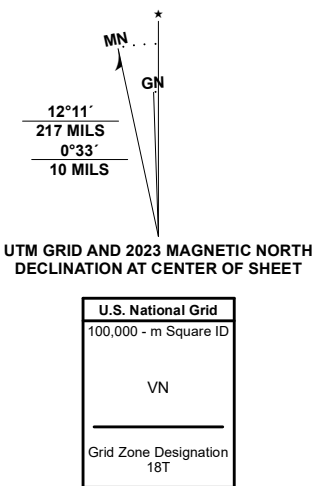 ★
MN
GN
12°11´
217 MILS
0°33´
10 MILS
UTM GRID AND 2023 MAGNETIC NORTH
DECLINATION AT CENTER OF SHEET
U.S. National Grid
100,000 - m Square ID
VN
Grid Zone Designation
18T